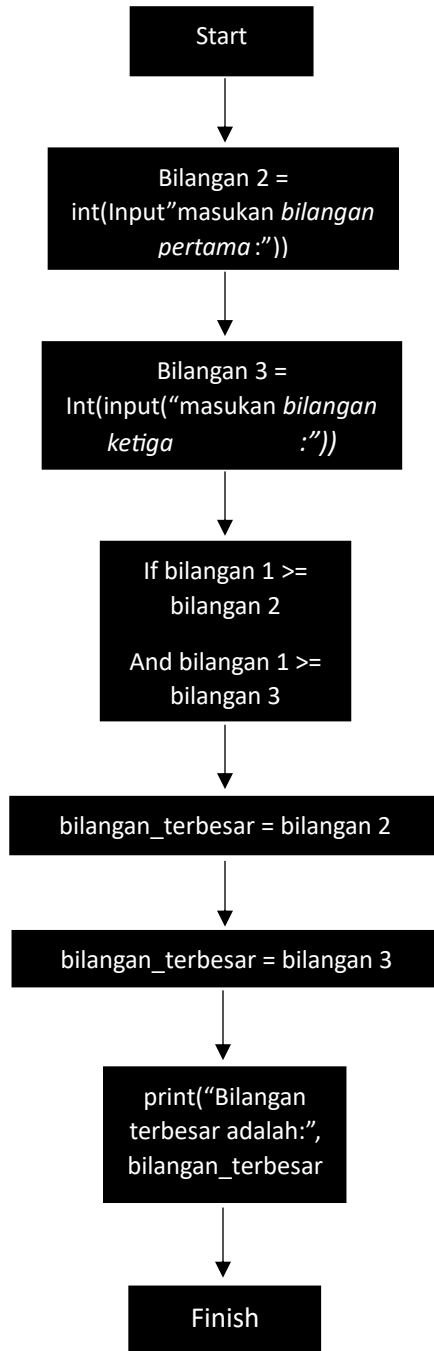 Start
Bilangan 2 =
int(Input”masukan bilangan
pertama :”))
Bilangan 3 =
Int(input(“masukan bilangan
ketiga :”))
If bilangan 1 >=
bilangan 2
And bilangan 1 >=
bilangan 3
bilangan_terbesar = bilangan 2
bilangan_terbesar = bilangan 3
print(“Bilangan
terbesar adalah:”,
bilangan_terbesar
Finish